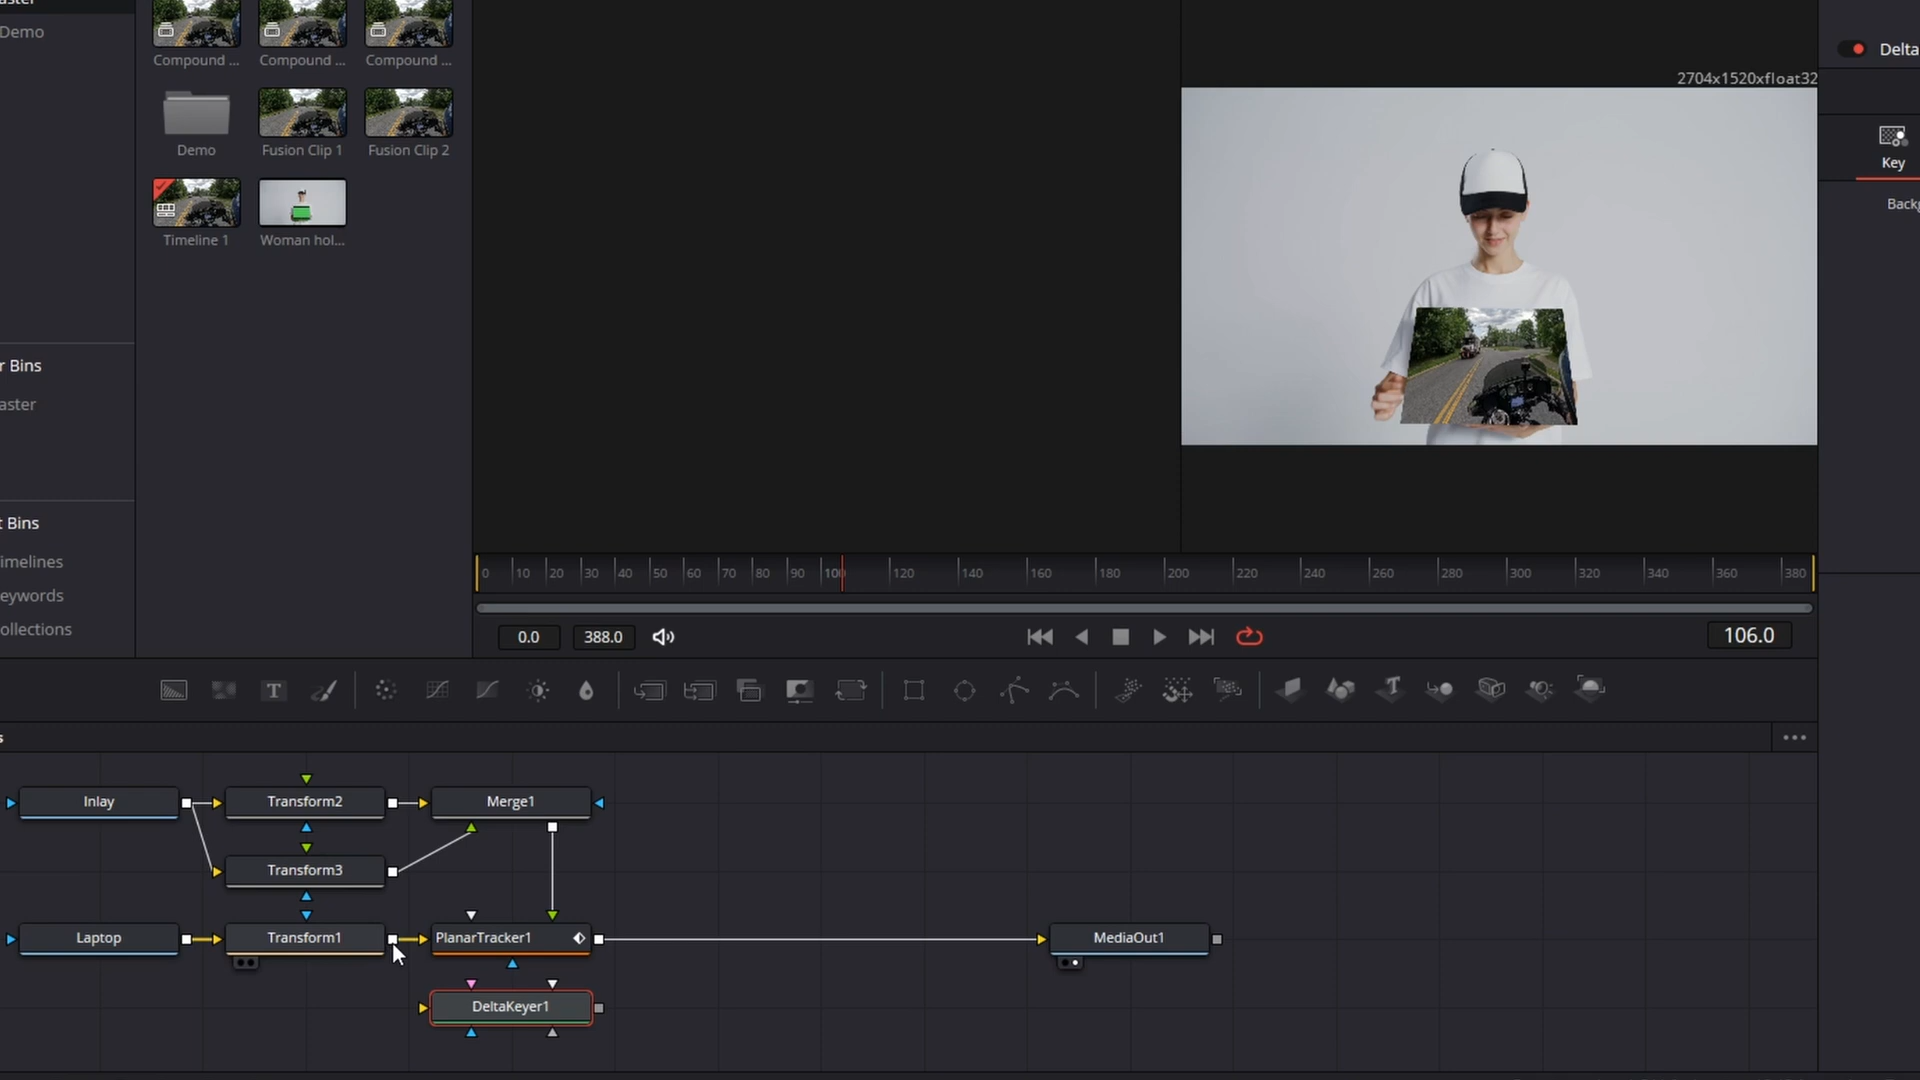 Demo
Compound ...
Compound ...
Compound ...
Demo
Fusion Clip 1
Fusion Clip 2
Timeline 1
Woman hol...
r Bins
aster
t Bins
imelines
eywords
ollections
2704x1520xfloat32
Delta
Key
Back
0 10 20 30 40 50 60 70 80 90 100 120 140 160 180 200 220 240 260 280 300 320 340 360 380
0.0
388.0
106.0
s
Inlay
Transform2
Merge1
Transform3
Laptop
Transform1
PlanarTracker1
MediaOut1
DeltaKeyer1